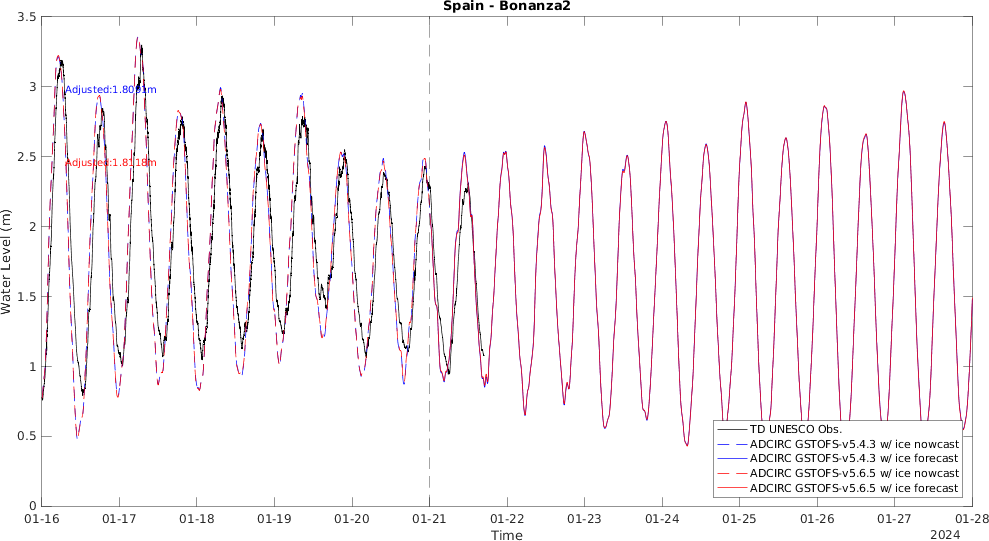 Spain - Bonanza2
3.5
3
2.5
2
1.5
1
0.5
0
Water Level (m)
Adjusted:1.8091m
Adjusted:1.8118m
TD UNESCO Obs.
ADCIRC GSTOFS-v5.4.3 w/ ice nowcast
ADCIRC GSTOFS-v5.4.3 w/ ice forecast
ADCIRC GSTOFS-v5.6.5 w/ ice nowcast
ADCIRC GSTOFS-v5.6.5 w/ ice forecast
01-16 01-17 01-18 01-19 01-20 01-21 01-22 01-23 01-24 01-25 01-26 01-27 01-28
Time
2024